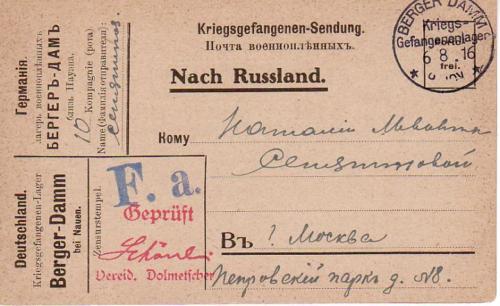 Kriegsgefangenen-Sendung.
Почта военноплѣнныхъ.
Nach Russland.
BERGER DAMM
Kriegs-
Gefangenenlager
6 8. 16
frei.
Германія.
лагерь военноплѣнныхъ
БЕРГЕРЪ-ДАМЪ
близь Науэна.
10 Kompagnie (рота):
Name (Фамилія отправителя):
Deutschland.
Kriegsgefangenen-Lager
Berger-Damm
bei Nauen.
Zensurstempel.
F. a.
Geprüft
Vereid. Dolmetscher
Кому
Наталіи
Въ ? Москва
Петровскій паркъ д. №8.